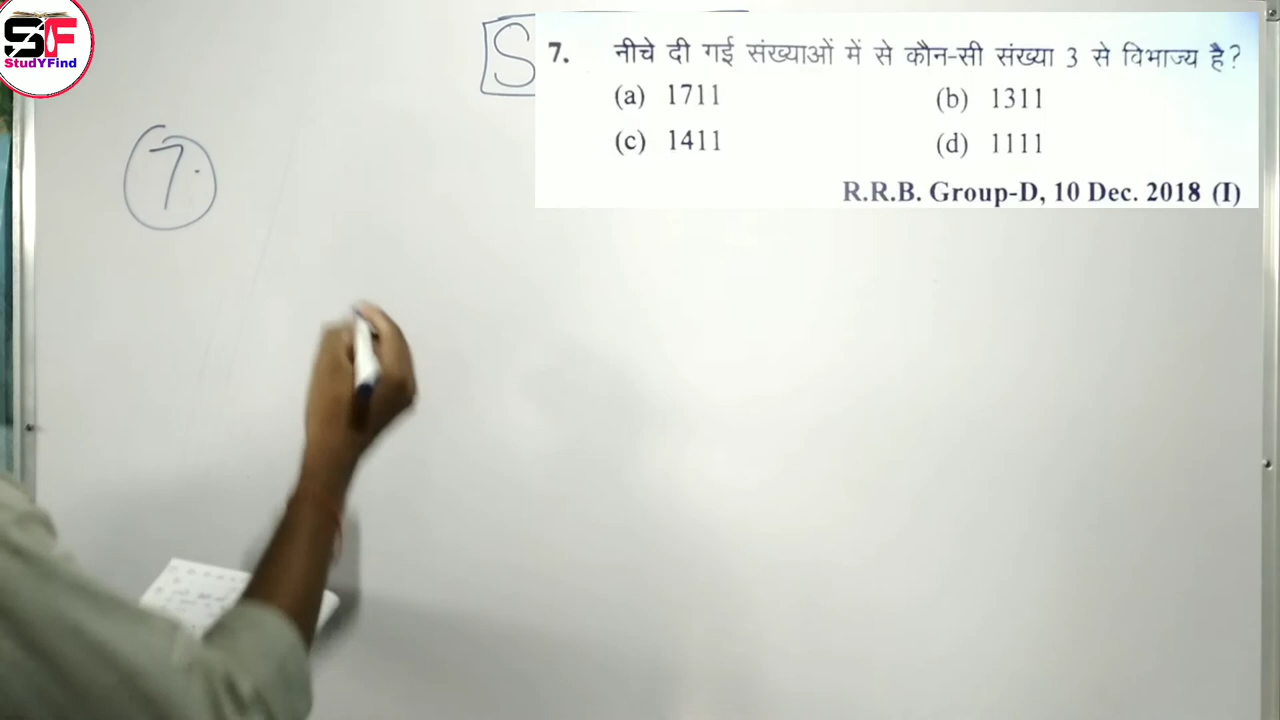 SF
StudYFind
S
7. नीचे दी गई संख्याओं में से कौन-सी संख्या 3 से विभाज्य है?
(a) 1711 (b) 1311
(c) 1411 (d) 1111
R.R.B. Group-D, 10 Dec. 2018 (I)
7.